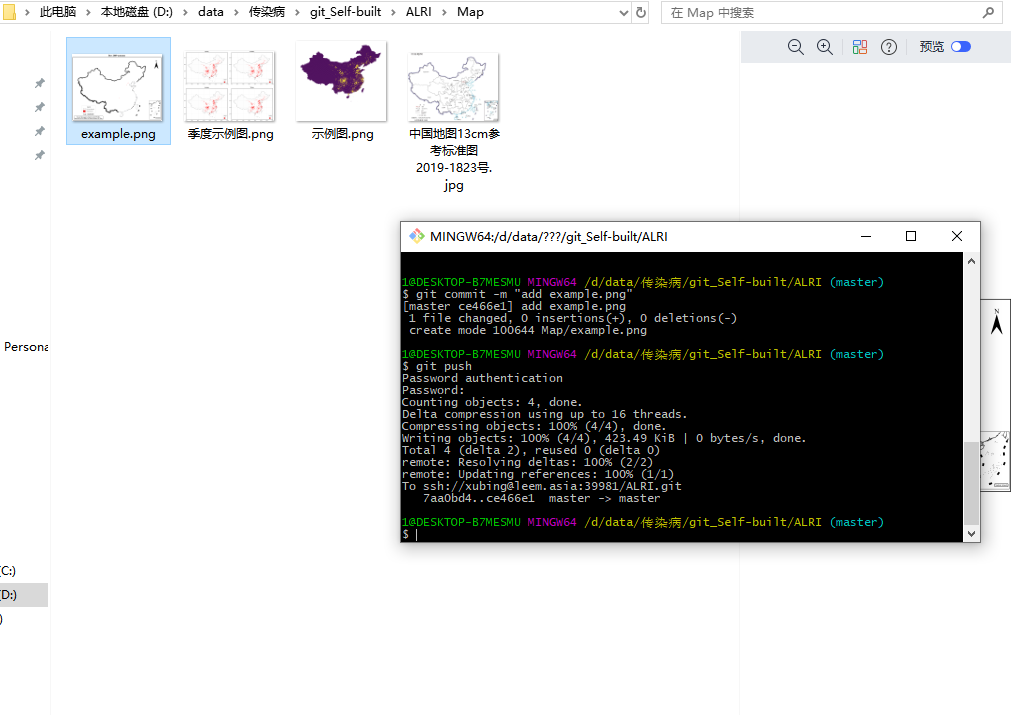 此电脑 › 本地磁盘 (D:) › data › 传染病 › git_Self-built › ALRI › Map
在 Map 中搜索
预览
example.png
季度示例图.png
示例图.png
中国地图13cm参
考标准图
2019-1823号.
jpg
Persona
(C:)
(D:)
MINGW64:/d/data/???/git_Self-built/ALRI
1@DESKTOP-B7MESMU MINGW64 /d/data/传染病/git_Self-built/ALRI (master)
$ git commit -m "add example.png"
[master ce466e1] add example.png
1 file changed, 0 insertions(+), 0 deletions(-)
create mode 100644 Map/example.png
1@DESKTOP-B7MESMU MINGW64 /d/data/传染病/git_Self-built/ALRI (master)
$ git push
Password authentication
Password:
Counting objects: 4, done.
Delta compression using up to 16 threads.
Compressing objects: 100% (4/4), done.
Writing objects: 100% (4/4), 423.49 KiB | 0 bytes/s, done.
Total 4 (delta 2), reused 0 (delta 0)
remote: Resolving deltas: 100% (2/2)
remote: Updating references: 100% (1/1)
To ssh://xubing@leem.asia:39981/ALRI.git
7aa0bd4..ce466e1 master -> master
1@DESKTOP-B7MESMU MINGW64 /d/data/传染病/git_Self-built/ALRI (master)
$
N